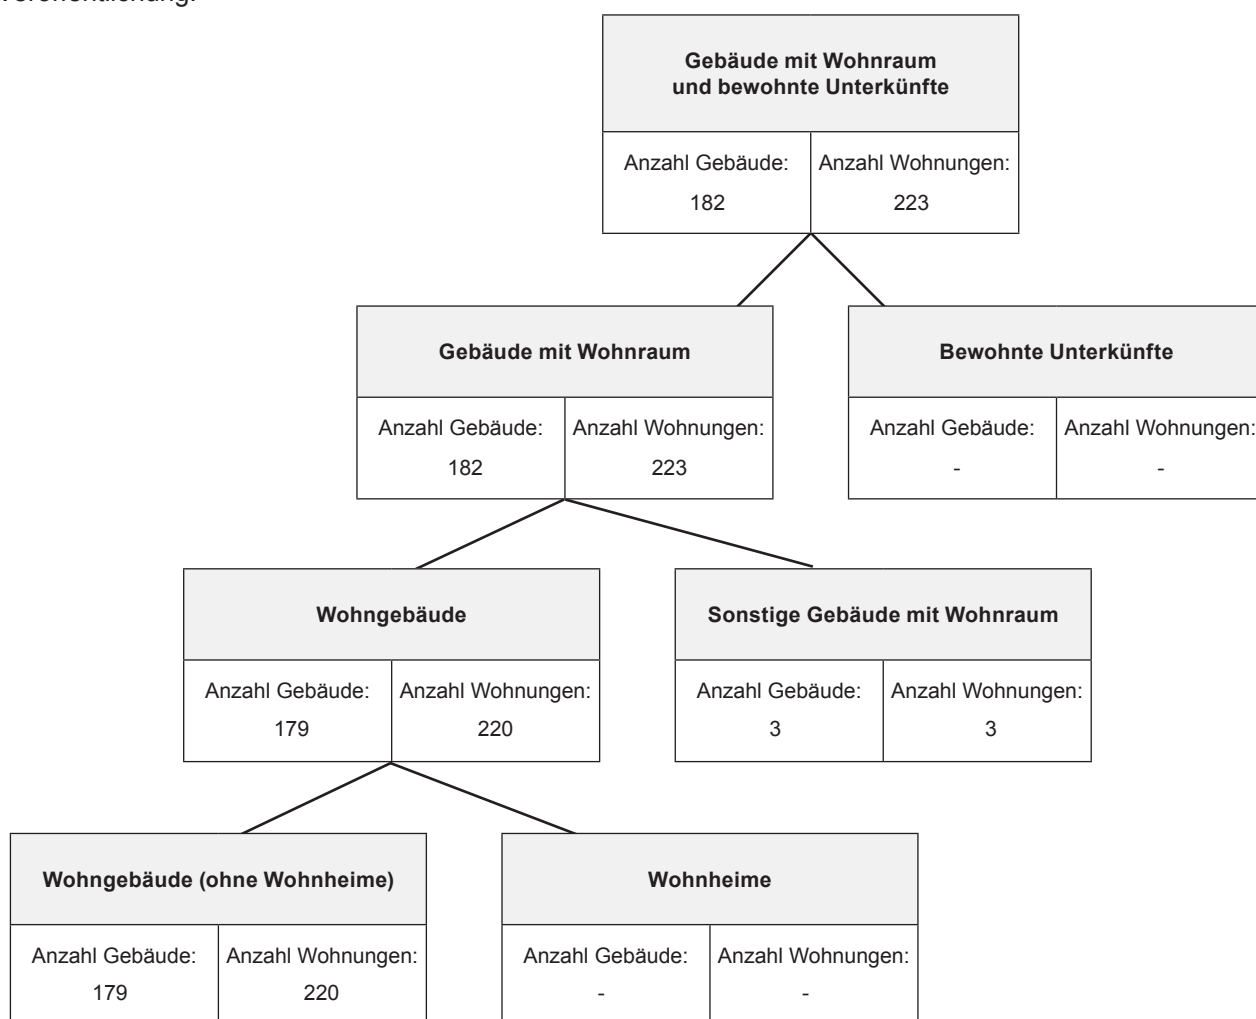 Veröffentlichung.
Gebäude mit Wohnraum
und bewohnte Unterkünfte
Anzahl Gebäude: Anzahl Wohnungen:
182 223
Gebäude mit Wohnraum
Anzahl Gebäude: Anzahl Wohnungen:
182 223
Bewohnte Unterkünfte
Anzahl Gebäude: Anzahl Wohnungen:
- -
Wohngebäude
Anzahl Gebäude: Anzahl Wohnungen:
179 220
Sonstige Gebäude mit Wohnraum
Anzahl Gebäude: Anzahl Wohnungen:
3 3
Wohngebäude (ohne Wohnheime)
Anzahl Gebäude: Anzahl Wohnungen:
179 220
Wohnheime
Anzahl Gebäude: Anzahl Wohnungen:
- -